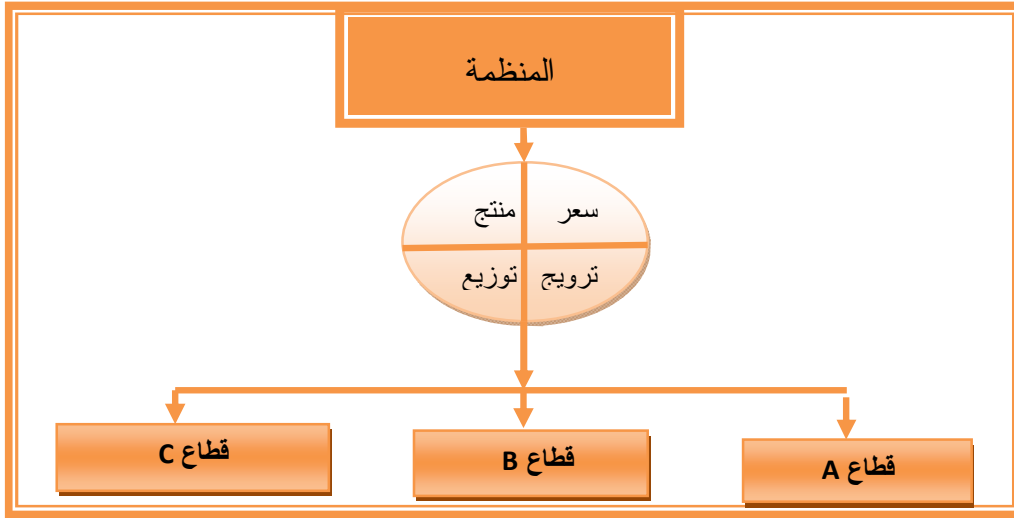 المنظمة
سعر
منتج
ترويج
توزيع
قطاع A
قطاع B
قطاع C